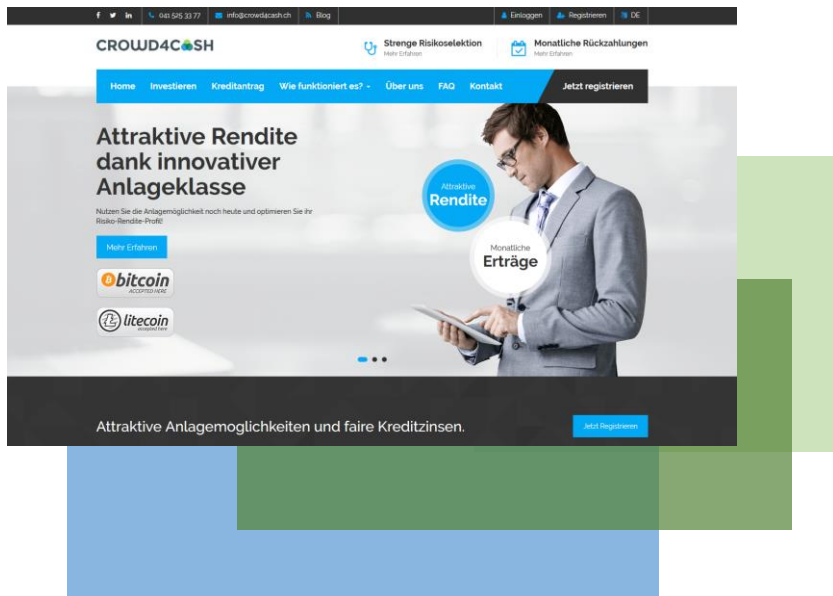 041 525 33 77 info@crowd4cash.ch Blog Einloggen Registrieren DE
CROWD4CASH
Strenge Risikoselektion
Mehr Erfahren
Monatliche Rückzahlungen
Mehr Erfahren
Home Investieren Kreditantrag Wie funktioniert es? Über uns FAQ Kontakt Jetzt registrieren
Attraktive Rendite
dank innovativer
Anlageklasse
Nutzen Sie die Anlagemöglichkeit noch heute und optimieren Sie ihr
Risiko-Rendite-Profil!
Mehr Erfahren
Attraktive
Rendite
Monatliche
Erträge
bitcoin
ACCEPTED HERE
litecoin
accepted here
Attraktive Anlagemoglichkeiten und faire Kreditzinsen.
Jetzt Registrieren